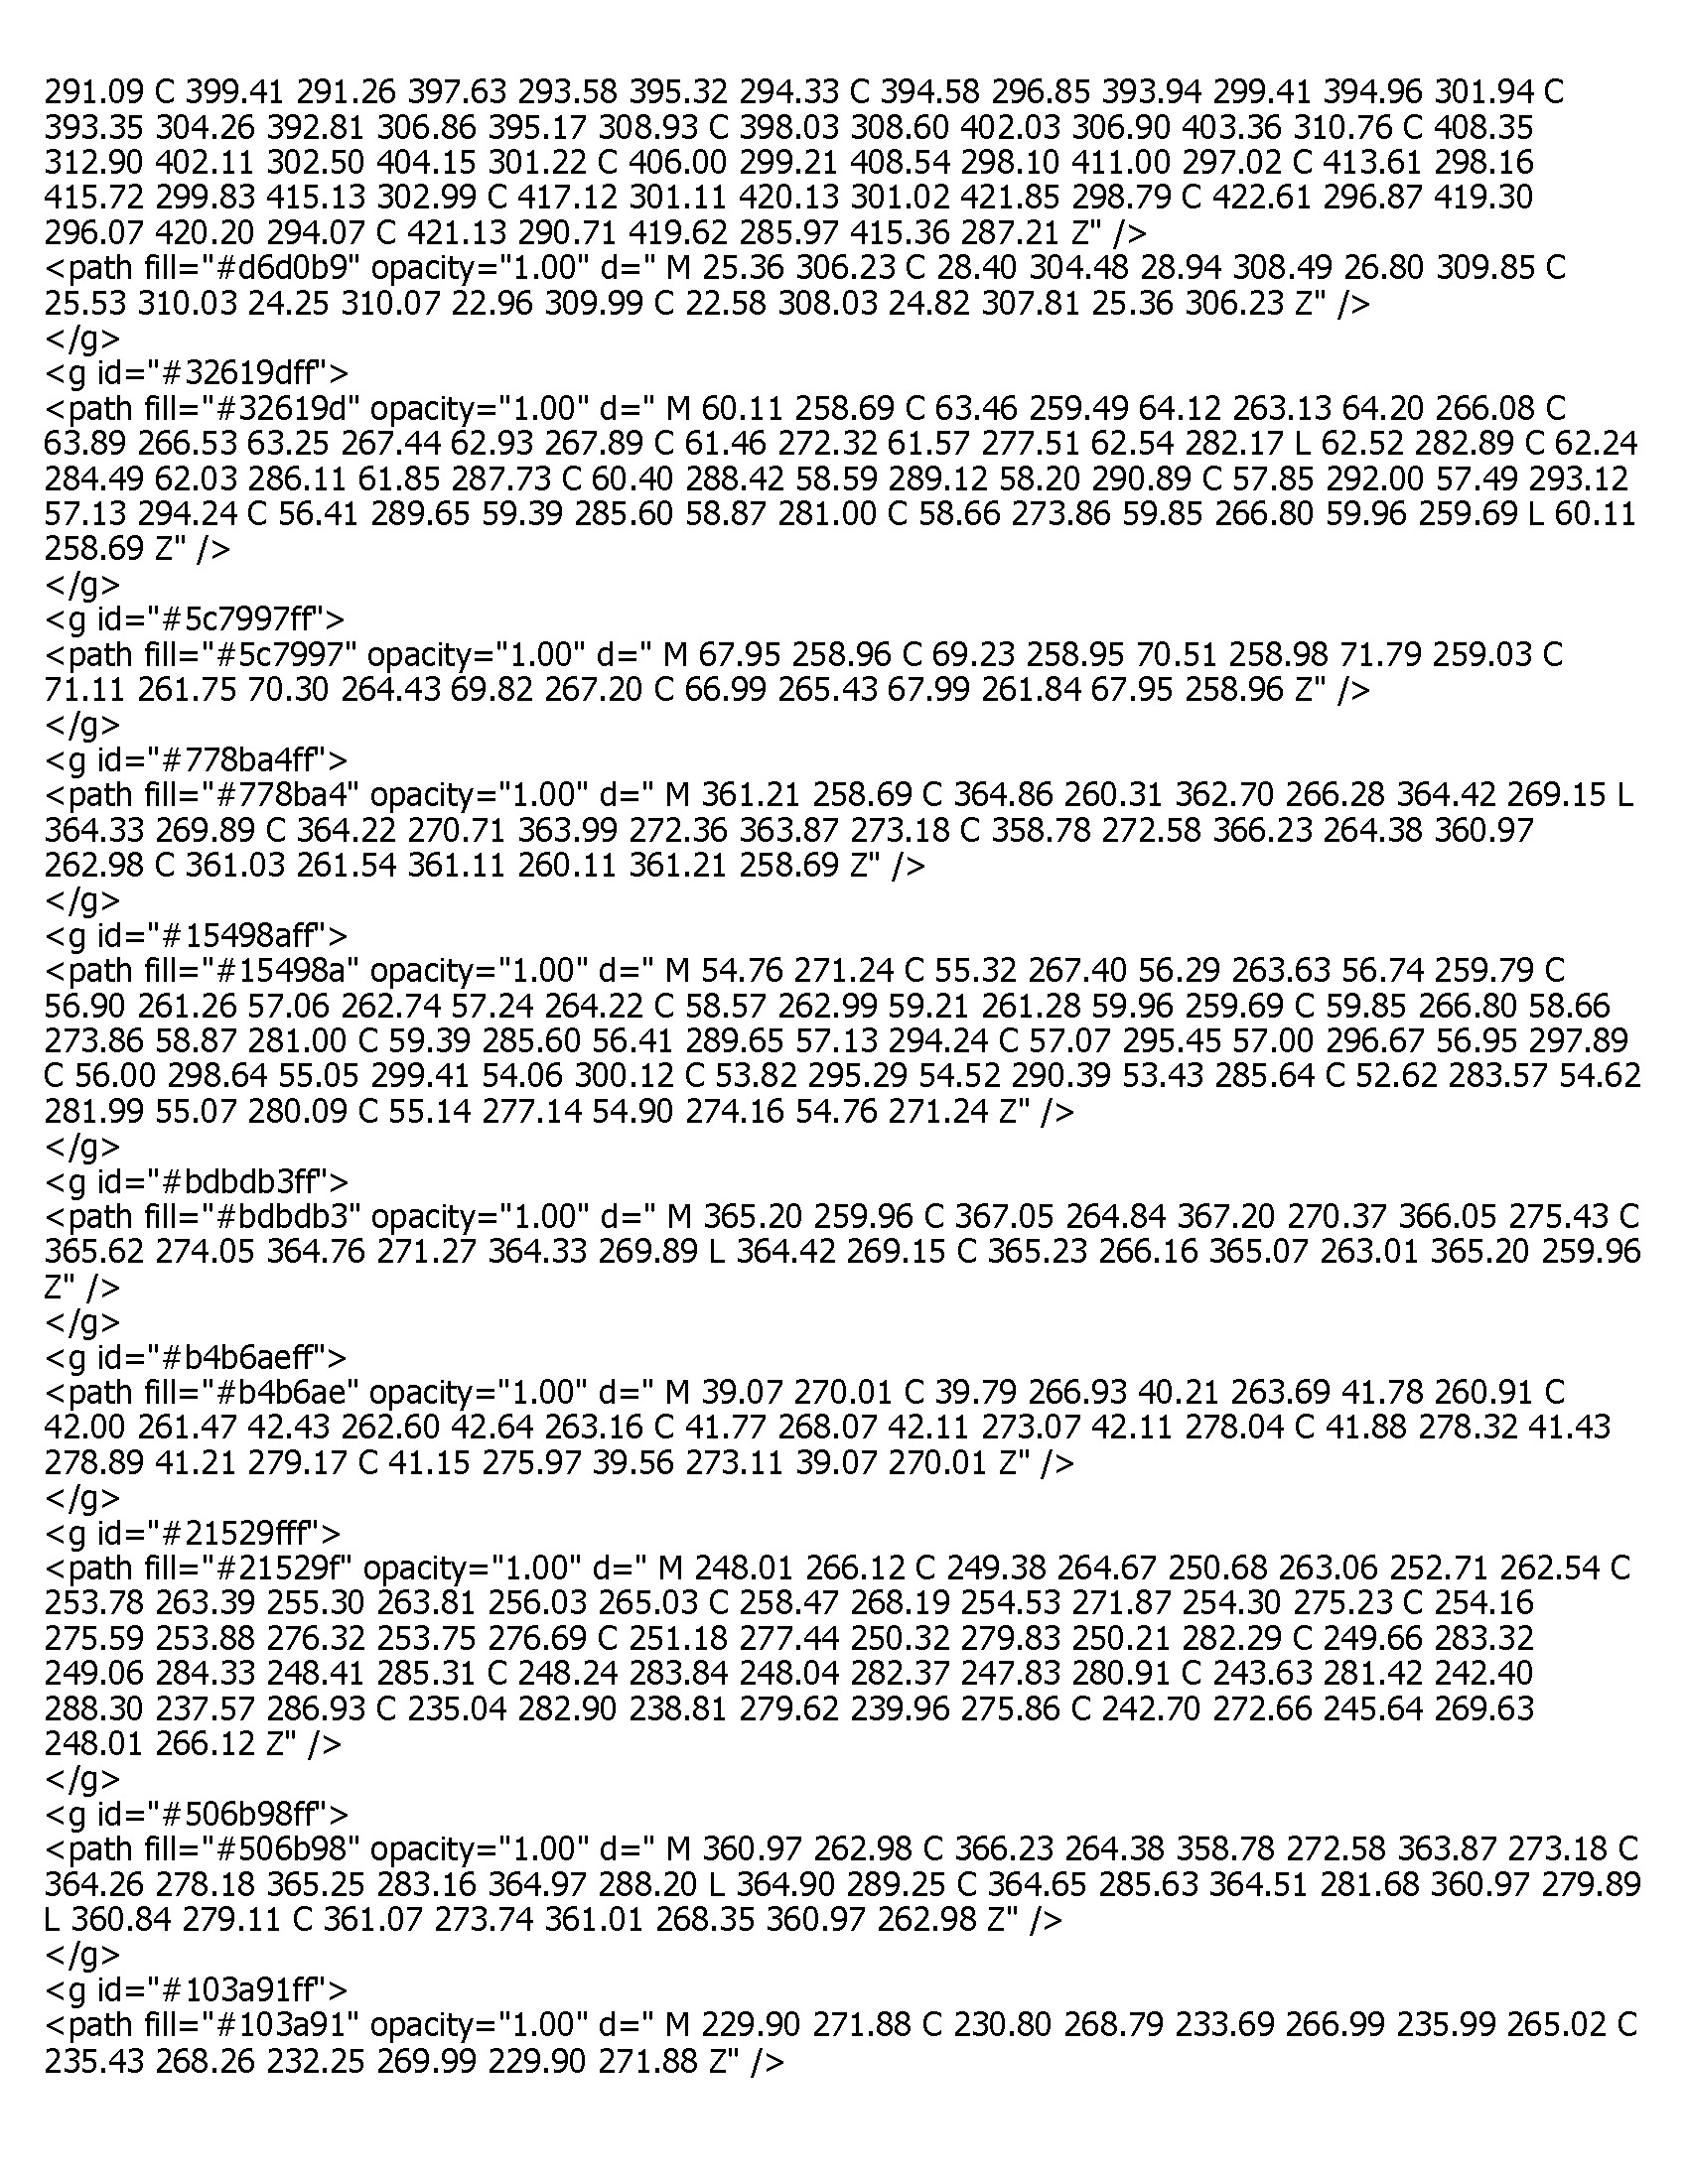 291.09 C 399.41 291.26 397.63 293.58 395.32 294.33 C 394.58 296.85 393.94 299.41 394.96 301.94 C
393.35 304.26 392.81 306.86 395.17 308.93 C 398.03 308.60 402.03 306.90 403.36 310.76 C 408.35
312.90 402.11 302.50 404.15 301.22 C 406.00 299.21 408.54 298.10 411.00 297.02 C 413.61 298.16
415.72 299.83 415.13 302.99 C 417.12 301.11 420.13 301.02 421.85 298.79 C 422.61 296.87 419.30
296.07 420.20 294.07 C 421.13 290.71 419.62 285.97 415.36 287.21 Z" />
<path fill="#d6d0b9" opacity="1.00" d=" M 25.36 306.23 C 28.40 304.48 28.94 308.49 26.80 309.85 C
25.53 310.03 24.25 310.07 22.96 309.99 C 22.58 308.03 24.82 307.81 25.36 306.23 Z" />
</g>
<g id="#32619dff">
<path fill="#32619d" opacity="1.00" d=" M 60.11 258.69 C 63.46 259.49 64.12 263.13 64.20 266.08 C
63.89 266.53 63.25 267.44 62.93 267.89 C 61.46 272.32 61.57 277.51 62.54 282.17 L 62.52 282.89 C 62.24
284.49 62.03 286.11 61.85 287.73 C 60.40 288.42 58.59 289.12 58.20 290.89 C 57.85 292.00 57.49 293.12
57.13 294.24 C 56.41 289.65 59.39 285.60 58.87 281.00 C 58.66 273.86 59.85 266.80 59.96 259.69 L 60.11
258.69 Z" />
</g>
<g id="#5c7997ff">
<path fill="#5c7997" opacity="1.00" d=" M 67.95 258.96 C 69.23 258.95 70.51 258.98 71.79 259.03 C
71.11 261.75 70.30 264.43 69.82 267.20 C 66.99 265.43 67.99 261.84 67.95 258.96 Z" />
</g>
<g id="#778ba4ff">
<path fill="#778ba4" opacity="1.00" d=" M 361.21 258.69 C 364.86 260.31 362.70 266.28 364.42 269.15 L
364.33 269.89 C 364.22 270.71 363.99 272.36 363.87 273.18 C 358.78 272.58 366.23 264.38 360.97
262.98 C 361.03 261.54 361.11 260.11 361.21 258.69 Z" />
</g>
<g id="#15498aff">
<path fill="#15498a" opacity="1.00" d=" M 54.76 271.24 C 55.32 267.40 56.29 263.63 56.74 259.79 C
56.90 261.26 57.06 262.74 57.24 264.22 C 58.57 262.99 59.21 261.28 59.96 259.69 C 59.85 266.80 58.66
273.86 58.87 281.00 C 59.39 285.60 56.41 289.65 57.13 294.24 C 57.07 295.45 57.00 296.67 56.95 297.89
C 56.00 298.64 55.05 299.41 54.06 300.12 C 53.82 295.29 54.52 290.39 53.43 285.64 C 52.62 283.57 54.62
281.99 55.07 280.09 C 55.14 277.14 54.90 274.16 54.76 271.24 Z" />
</g>
<g id="#bdbdb3ff">
<path fill="#bdbdb3" opacity="1.00" d=" M 365.20 259.96 C 367.05 264.84 367.20 270.37 366.05 275.43 C
365.62 274.05 364.76 271.27 364.33 269.89 L 364.42 269.15 C 365.23 266.16 365.07 263.01 365.20 259.96
Z" />
</g>
<g id="#b4b6aeff">
<path fill="#b4b6ae" opacity="1.00" d=" M 39.07 270.01 C 39.79 266.93 40.21 263.69 41.78 260.91 C
42.00 261.47 42.43 262.60 42.64 263.16 C 41.77 268.07 42.11 273.07 42.11 278.04 C 41.88 278.32 41.43
278.89 41.21 279.17 C 41.15 275.97 39.56 273.11 39.07 270.01 Z" />
</g>
<g id="#21529fff">
<path fill="#21529f" opacity="1.00" d=" M 248.01 266.12 C 249.38 264.67 250.68 263.06 252.71 262.54 C
253.78 263.39 255.30 263.81 256.03 265.03 C 258.47 268.19 254.53 271.87 254.30 275.23 C 254.16
275.59 253.88 276.32 253.75 276.69 C 251.18 277.44 250.32 279.83 250.21 282.29 C 249.66 283.32
249.06 284.33 248.41 285.31 C 248.24 283.84 248.04 282.37 247.83 280.91 C 243.63 281.42 242.40
288.30 237.57 286.93 C 235.04 282.90 238.81 279.62 239.96 275.86 C 242.70 272.66 245.64 269.63
248.01 266.12 Z" />
</g>
<g id="#506b98ff">
<path fill="#506b98" opacity="1.00" d=" M 360.97 262.98 C 366.23 264.38 358.78 272.58 363.87 273.18 C
364.26 278.18 365.25 283.16 364.97 288.20 L 364.90 289.25 C 364.65 285.63 364.51 281.68 360.97 279.89
L 360.84 279.11 C 361.07 273.74 361.01 268.35 360.97 262.98 Z" />
</g>
<g id="#103a91ff">
<path fill="#103a91" opacity="1.00" d=" M 229.90 271.88 C 230.80 268.79 233.69 266.99 235.99 265.02 C
235.43 268.26 232.25 269.99 229.90 271.88 Z" />